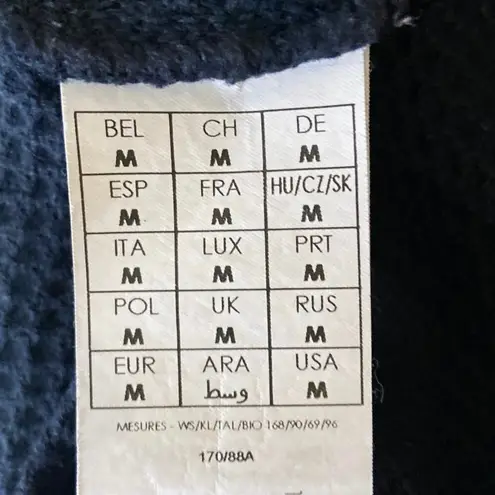 BEL CH DE
M M M
ESP FRA HU/CZ/SK
M M M
ITA LUX PRT
M M M
POL UK RUS
M M M
EUR ARA USA
M وسط M
MESURES - WS/KL/TAL/BIO 168/90/69/96
170/88A